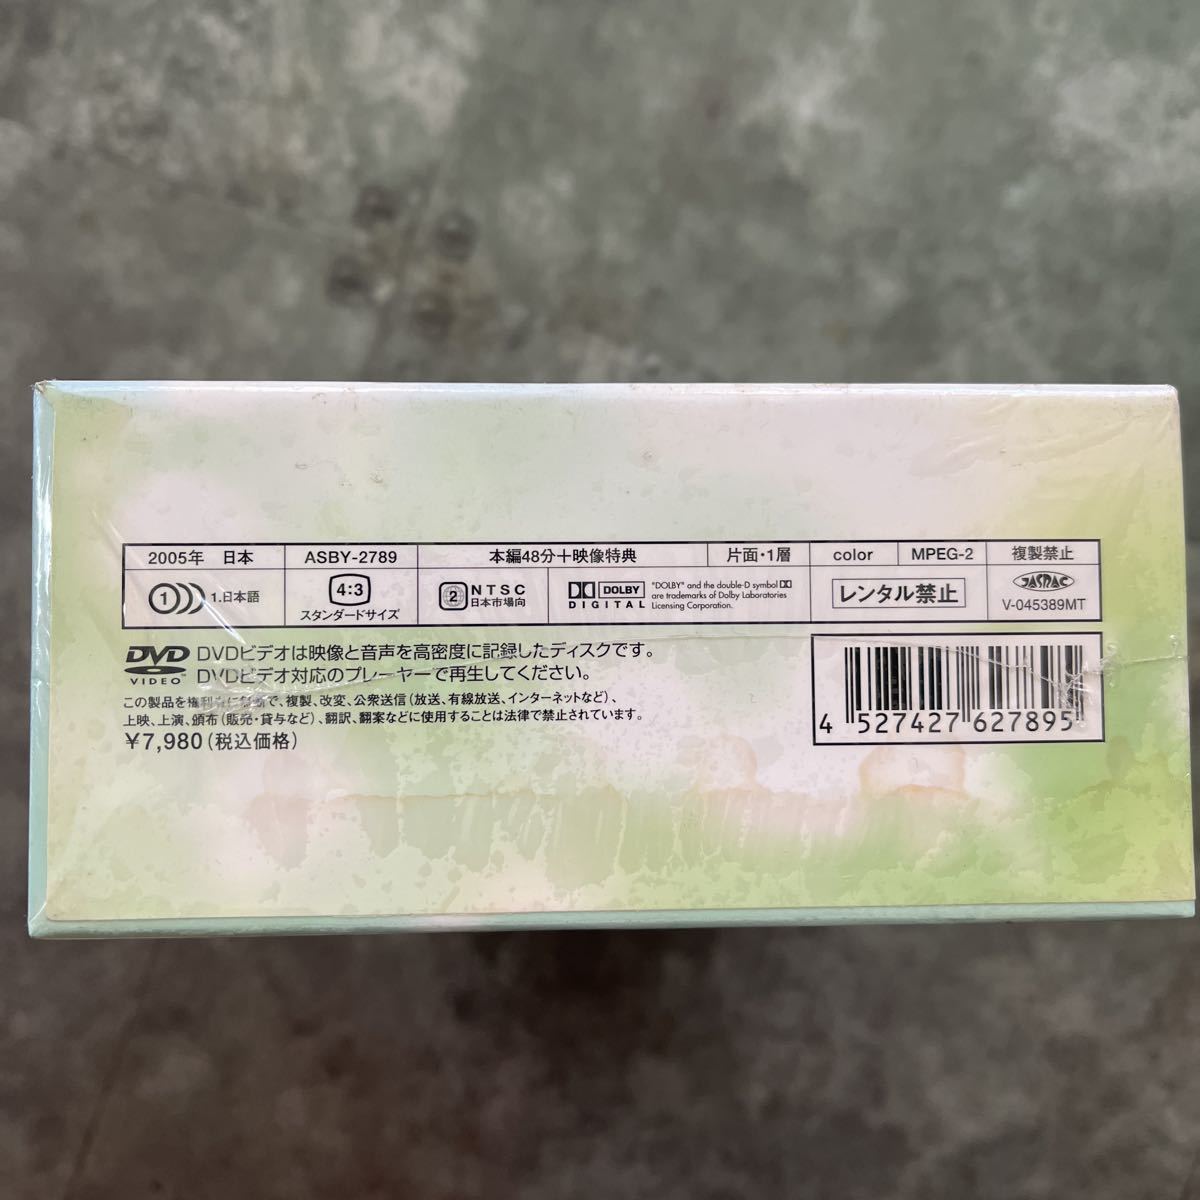 2005年 日本 ASBY-2789 本編48分+映像特典 片面・1層 color MPEG-2 複製禁止
1 1.日本語 4:3 スタンダードサイズ 2 NTSC 日本市場向 DOLBY DIGITAL
"DOLBY" and the double-D symbol
are trademarks of Dolby Laboratories
Licensing Corporation.
レンタル禁止 JASRAC V-045389MT
DVD VIDEO
DVDビデオは映像と音声を高密度に記録したディスクです。
DVDビデオ対応のプレーヤーで再生してください。
この製品を権利者に無断で、複製、改変、公衆送信(放送、有線放送、インターネットなど)、
上映、上演、頒布(販売・貸与など)、翻訳、翻案などに使用することは法律で禁止されています。
¥7,980(税込価格)
4 527427 627895